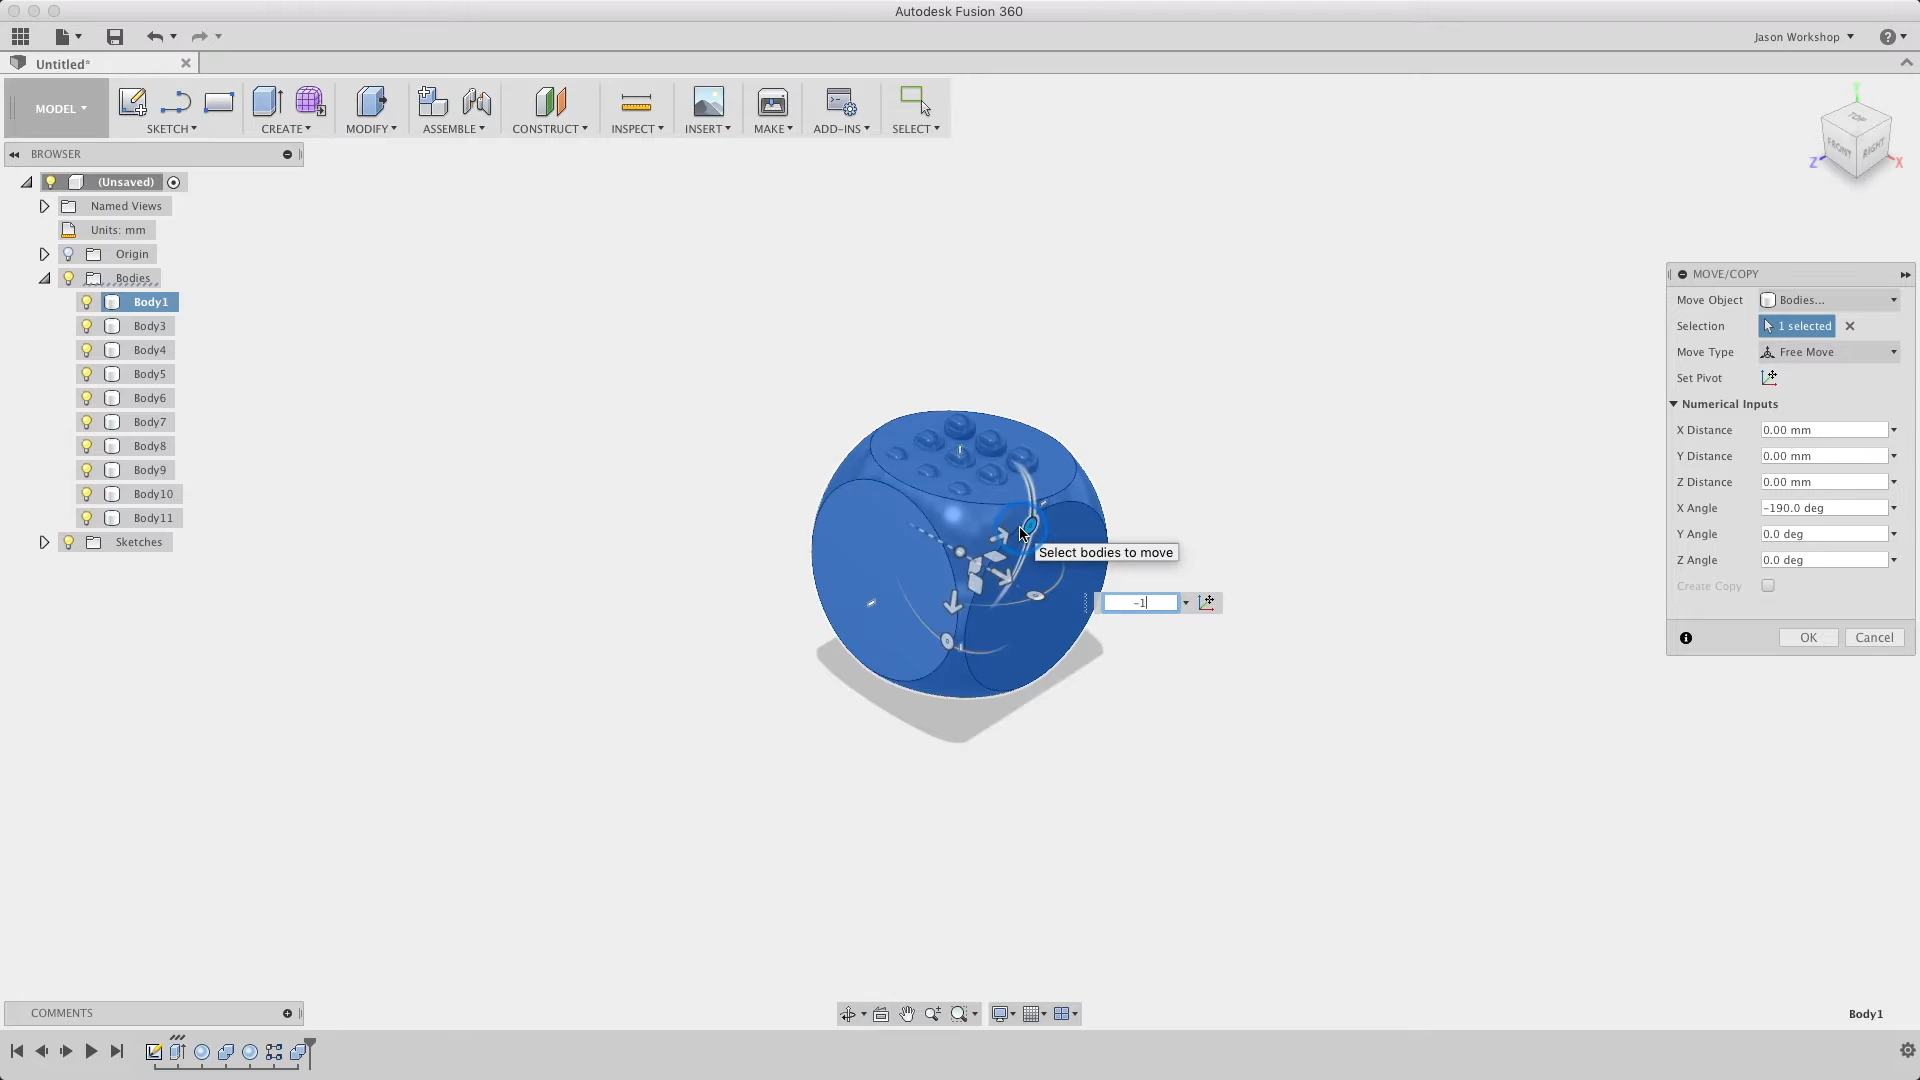 Autodesk Fusion 360
Jason Workshop
Untitled*
MODEL
SKETCH
CREATE
MODIFY
ASSEMBLE
CONSTRUCT
INSPECT
INSERT
MAKE
ADD-INS
SELECT
Y
TOP
FRONT
RIGHT
Z
X
BROWSER
(Unsaved)
Named Views
Units: mm
Origin
Bodies
Body1
Body3
Body4
Body5
Body6
Body7
Body8
Body9
Body10
Body11
Sketches
Select bodies to move
-1
MOVE/COPY
Move Object Bodies...
Selection 1 selected
Move Type Free Move
Set Pivot
Numerical Inputs
X Distance 0.00 mm
Y Distance 0.00 mm
Z Distance 0.00 mm
X Angle -190.0 deg
Y Angle 0.0 deg
Z Angle 0.0 deg
Create Copy
OK Cancel
COMMENTS
Body1